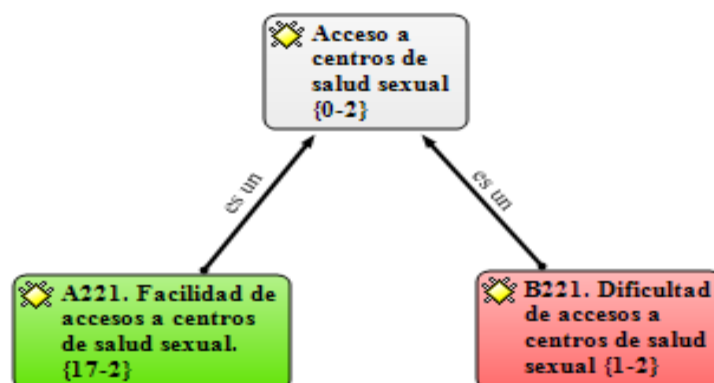 Acceso a
centros de
salud sexual
{0-2}
es un
es un
A221. Facilidad de
accesos a centros
de salud sexual.
{17-2}
B221. Dificultad
de accesos a
centros de salud
sexual {1-2}